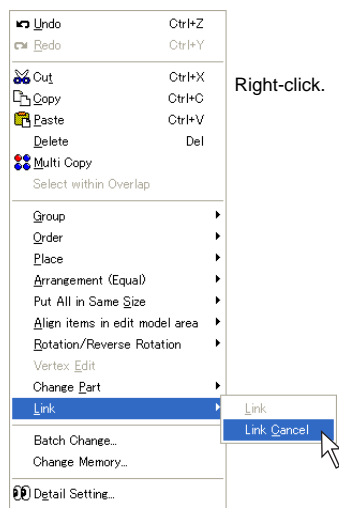 Undo Ctrl+Z
Redo Ctrl+Y
Cut Ctrl+X
Right-click.
Copy Ctrl+C
Paste Ctrl+V
Delete Del
Multi Copy
Select within Overlap
Group
Order
Place
Arrangement (Equal)
Put All in Same Size
Align items in edit model area
Rotation/Reverse Rotation
Vertex Edit
Change Part
Link Link
Link Cancel
Batch Change...
Change Memory...
Detail Setting...